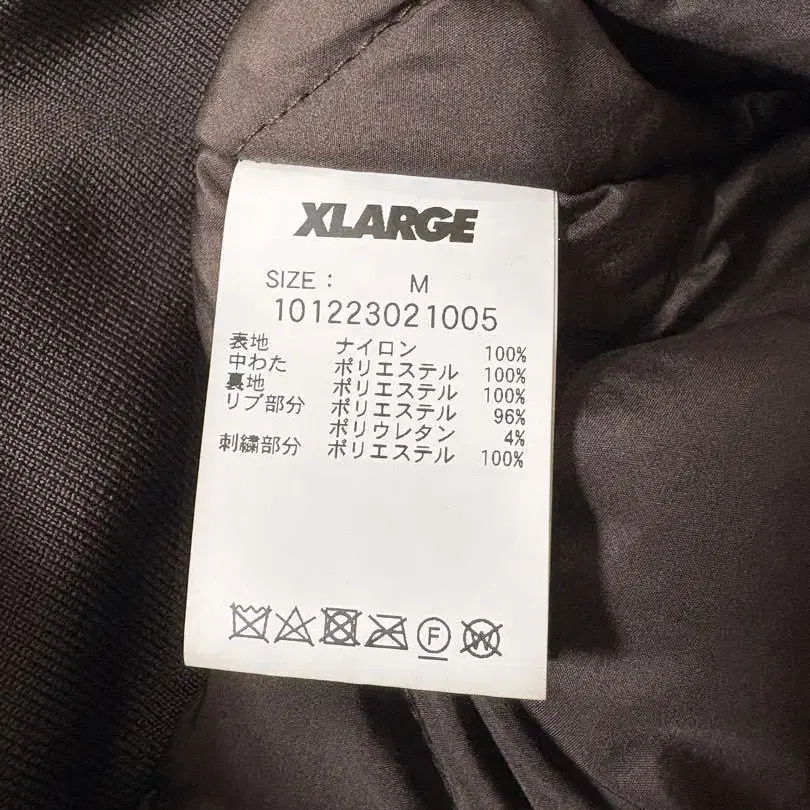 XLARGE
SIZE : M
101223021005
表地 ナイロン 100%
中わた ポリエステル 100%
裏地 ポリエステル 100%
リブ部分 ポリエステル 96%
ポリウレタン 4%
刺繍部分 ポリエステル 100%
F W